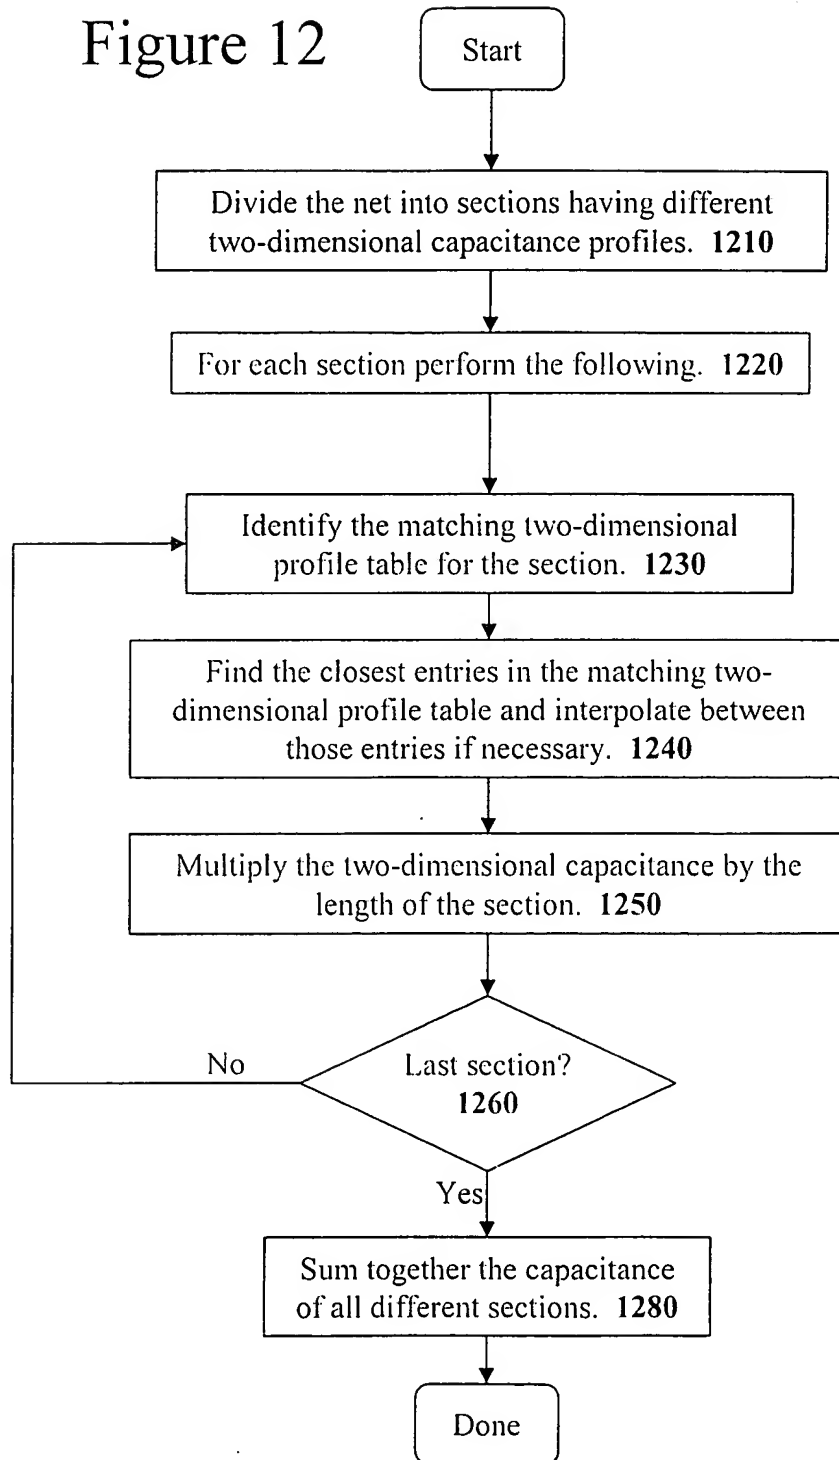 Figure 12
Start
Divide the net into sections having different
two-dimensional capacitance profiles. 1210
For each section perform the following. 1220
Identify the matching two-dimensional
profile table for the section. 1230
Find the closest entries in the matching two-
dimensional profile table and interpolate between
those entries if necessary. 1240
Multiply the two-dimensional capacitance by the
length of the section. 1250
No
Last section?
1260
Yes
Sum together the capacitance
of all different sections. 1280
Done